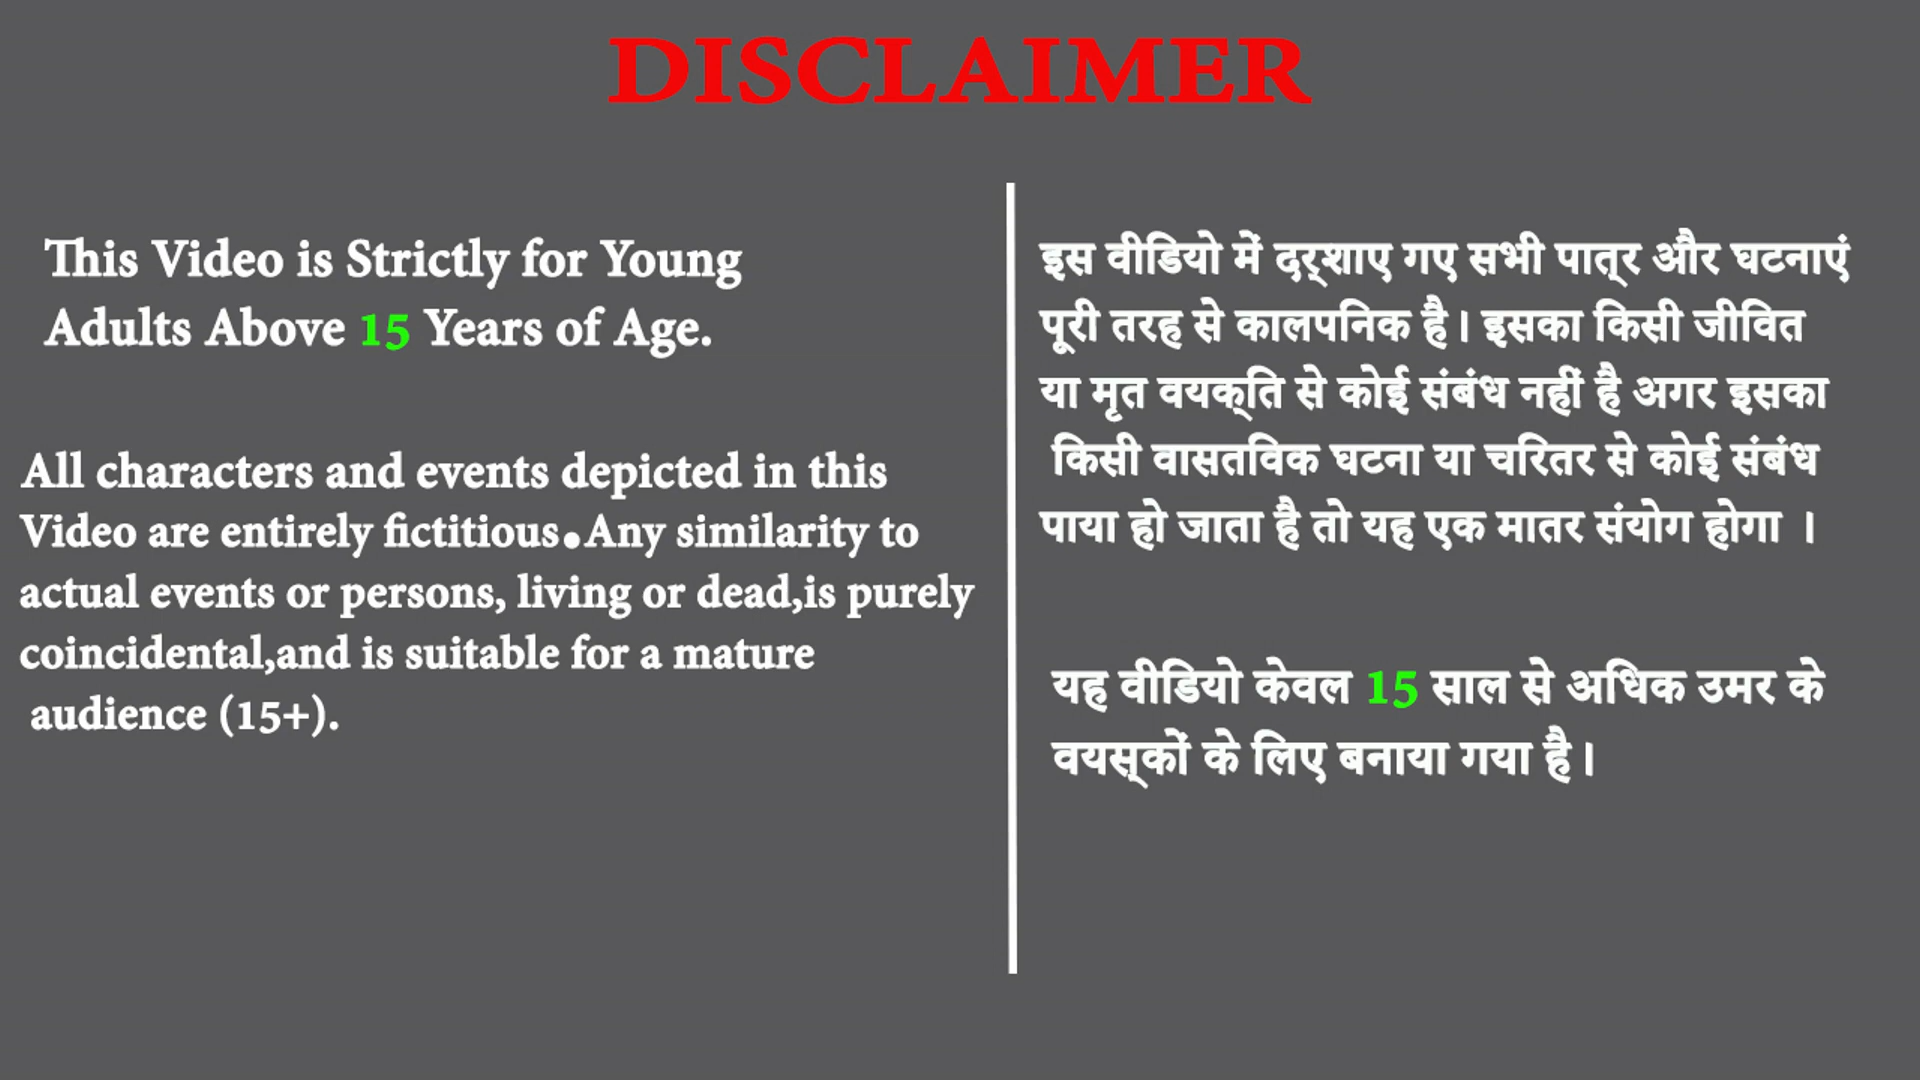 DISCLAIMER
This Video is Strictly for Young
Adults Above 15 Years of Age.
All characters and events depicted in this
Video are entirely fictitious.Any similarity to
actual events or persons, living or dead,is purely
coincidental,and is suitable for a mature
audience (15+).
इस वीडियो में दर्‌शाए गए सभी पात्‌र और घटनाएं
पूरी तरह से कालपनिक है। इसका किसी जीवित
या मृत वयक्‌ति से कोई संबंध नहीं है अगर इसका
किसी वासतविक घटना या चरितर से कोई संबंध
पाया हो जाता है तो यह एक मातर संयोग होगा ।
यह वीडियो केवल 15 साल से अधिक उमर के
वयस्‌कों के लिए बनाया गया है।